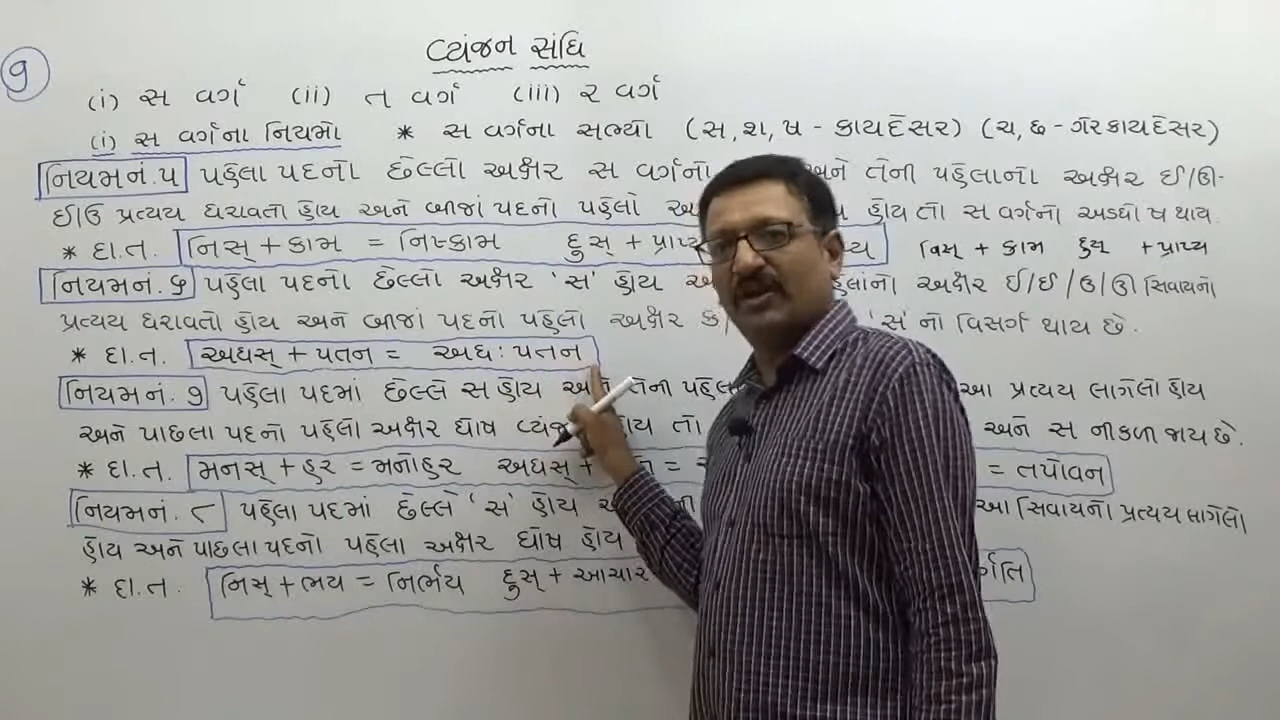 ૧
વ્યંજન સંધિ
(i) સ વર્ગ (ii) ત વર્ગ (iii) ર વર્ગ
(i) સ વર્ગના નિયમો * સ વર્ગના સભ્યો (સ, શ, ષ - કાયદેસર) (ચ, છ - ગેરકાયદેસર)
નિયમ નં. ૫ પહેલા પદનો છેલ્લો અક્ષર સ વર્ગનો અને તેની પહેલાનો અક્ષર ઈ/ઊ-
ઈ/ઉ પ્રત્યય ધરાવતો હોય અને બીજાં પદનો પહેલો હોય તો સ વર્ગનો અડધો ષ થાય.
* દા.ત. નિસ્ + કામ = નિષ્કામ દુસ્ + પ્રાપ્ય નિસ્ + કામ દુસ્ + પ્રાપ્ય
નિયમ નં. ૬ પહેલા પદનો છેલ્લો અક્ષર 'સ' હોય અક્ષર ઈ/ઈ/ઉ/ઊ સિવાયનો
પ્રત્યય ધરાવતો હોય અને બીજાં પદનો પહેલો અક્ષર ક/ 'સ' નો વિસર્ગ થાય છે.
* દા.ત. અધસ્ + પતન = અધઃપતન
નિયમ નં. ૭ પહેલા પદમાં છેલ્લે સ હોય અને તેની આ પ્રત્યય લાગેલો હોય
અને પાછલા પદનો પહેલો અક્ષર ઘોષ હોય તો અને સ નીકળી જાય છે.
* દા.ત. મનસ્ + હર = મનોહર અધસ્ + = = તપોવન
નિયમ નં. ૮ પહેલા પદમાં છેલ્લે 'સ' હોય આ સિવાયનો પ્રત્યય લાગેલો
હોય અને પાછલા પદનો પહેલા અક્ષર ઘોષ હોય
* દા.ત. નિસ્ + ભય = નિર્ભય દુસ્ + આચાર